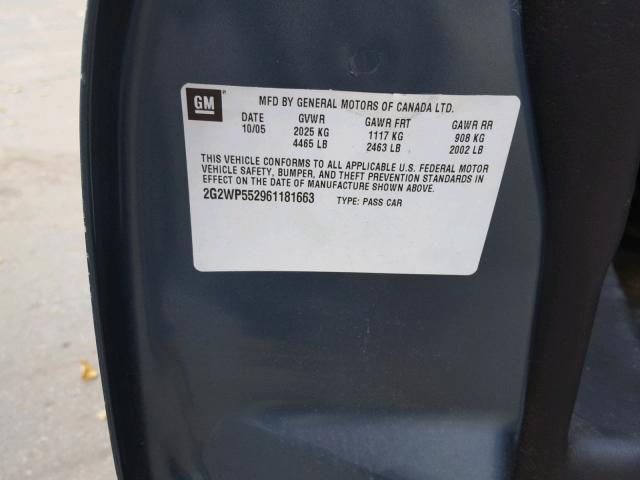 GM
MFD BY GENERAL MOTORS OF CANADA LTD.
DATE GVWR GAWR FRT GAWR RR
10/05 2025 KG 1117 KG 908 KG
4465 LB 2463 LB 2002 LB
THIS VEHICLE CONFORMS TO ALL APPLICABLE U.S. FEDERAL MOTOR
VEHICLE SAFETY, BUMPER, AND THEFT PREVENTION STANDARDS IN
EFFECT ON THE DATE OF MANUFACTURE SHOWN ABOVE.
2G2WP552961181663 TYPE: PASS CAR